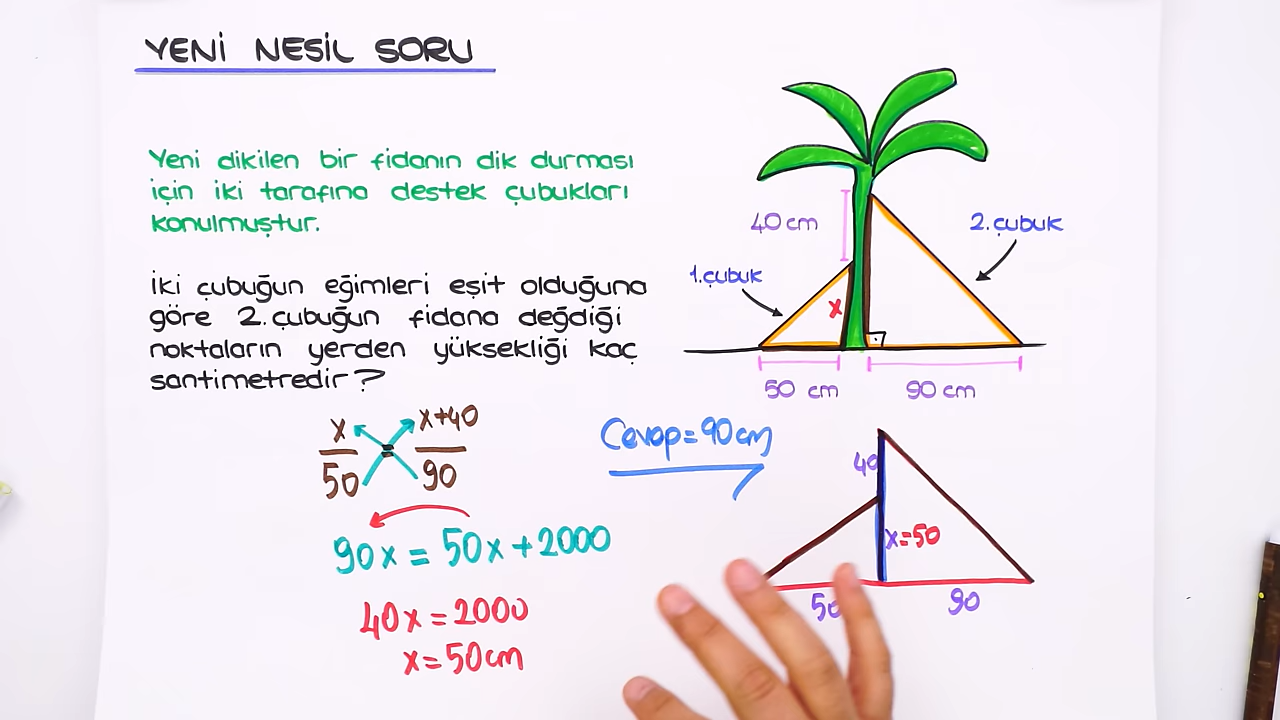 YENİ NESİL SORU
Yeni dikilen bir fidanın dik durması
için iki tarafına destek çubukları
konulmuştur.
İki çubuğun eğimleri eşit olduğuna
göre 2. çubuğun fidana değdiği
noktaların yerden yüksekliği kaç
santimetredir?
40 cm
2. çubuk
1. çubuk
x
50 cm
90 cm
x/50 = x+40/90
90x = 50x + 2000
40x = 2000
x = 50 cm
Cevap = 90 cm
40
x = 50
50
90